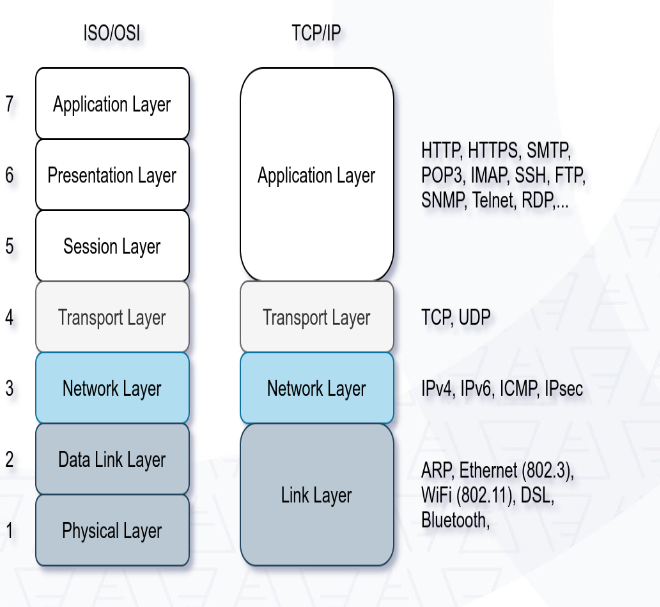 ISO/OSI
TCP/IP
7
Application Layer
6
Presentation Layer
5
Session Layer
Application Layer
HTTP, HTTPS, SMTP,
POP3, IMAP, SSH, FTP,
SNMP, Telnet, RDP,...
4
Transport Layer
Transport Layer
TCP, UDP
3
Network Layer
Network Layer
IPv4, IPv6, ICMP, IPsec
2
Data Link Layer
1
Physical Layer
Link Layer
ARP, Ethernet (802.3),
WiFi (802.11), DSL,
Bluetooth,